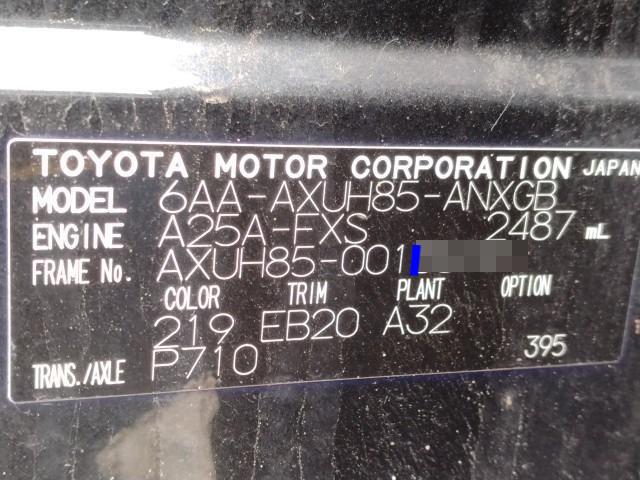 TOYOTA MOTOR CORPORATION JAPAN
MODEL 6AA-AXUH85-ANXGB
ENGINE A25A-FXS 2487 mL
FRAME No. AXUH85-001
COLOR TRIM PLANT OPTION
219 EB20 A32
TRANS./AXLE P710 395